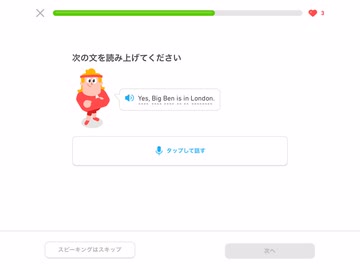 3
次の文を読み上げてください
Yes, Big Ben is in London.
タップして話す
スピーキングはスキップ
次へ